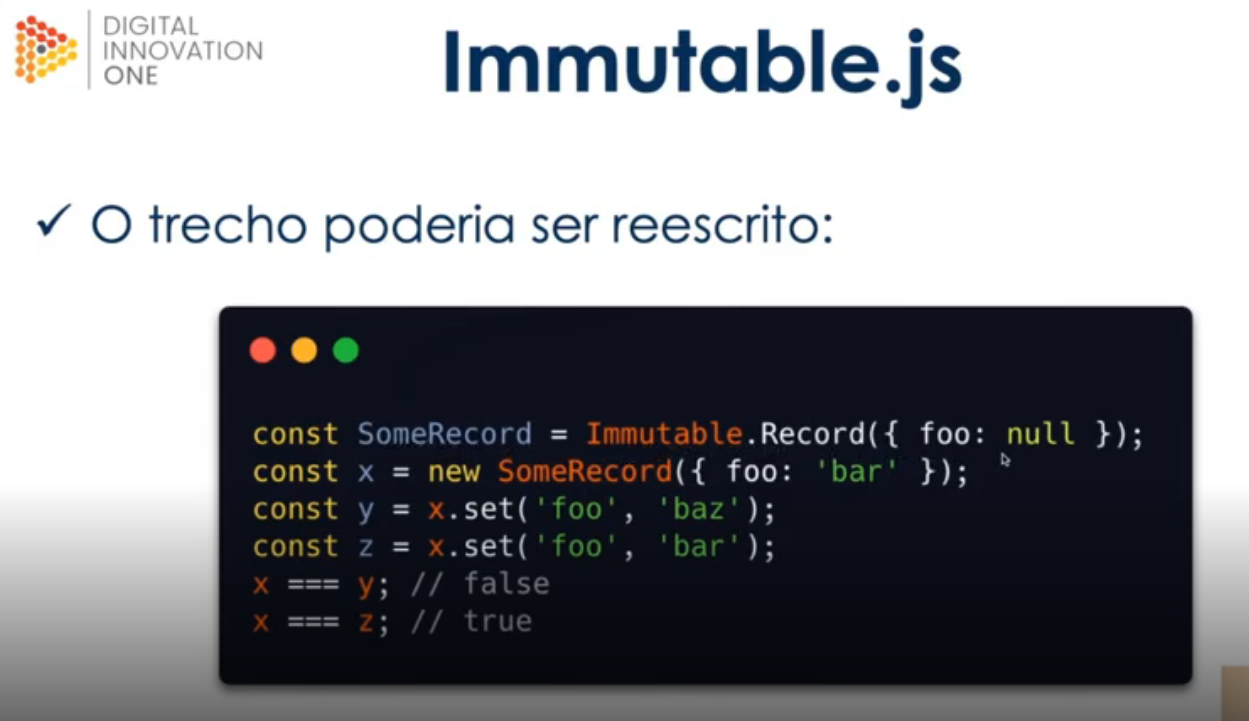 DIGITAL
INNOVATION
ONE
Immutable.js
✓ O trecho poderia ser reescrito:
const SomeRecord = Immutable.Record({ foo: null });
const x = new SomeRecord({ foo: 'bar' });
const y = x.set('foo', 'baz');
const z = x.set('foo', 'bar');
x === y; // false
x === z; // true